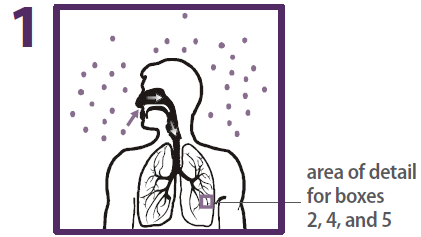 1
area of detail
for boxes
2, 4, and 5